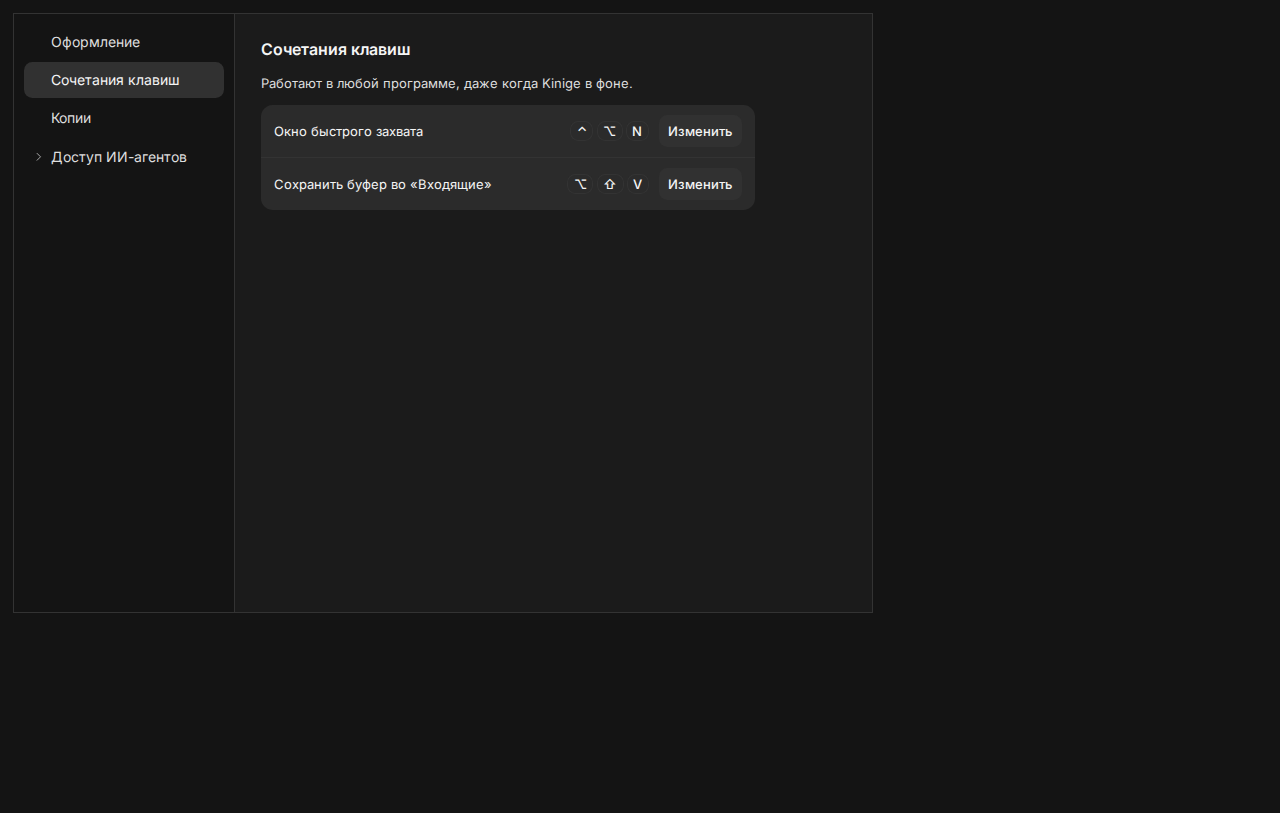 Оформление
Сочетания клавиш
Копии
Доступ ИИ-агентов
Сочетания клавиш
Работают в любой программе, даже когда Kinige в фоне.
Окно быстрого захвата ⌃ ⌥ N Изменить
Сохранить буфер во «Входящие» ⌥ ⇧ V Изменить